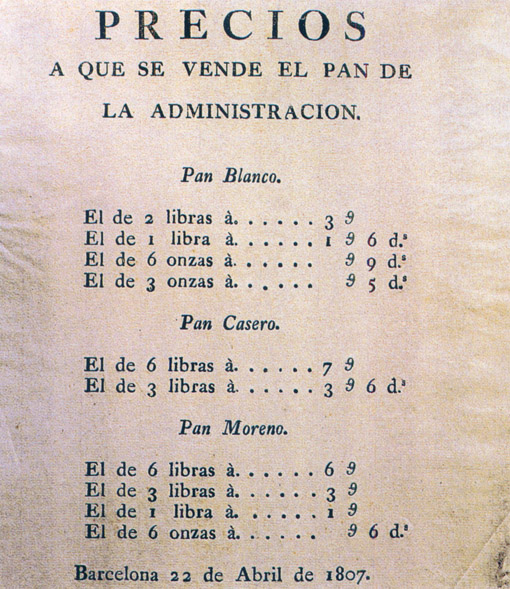 PRECIOS
A QUE SE VENDE EL PAN DE
LA ADMINISTRACION.
Pan Blanco.
El de 2 libras à. . . . . . 3 ꝯ
El de 1 libra à. . . . . . 1 ꝯ 6 d.ˢ
El de 6 onzas à. . . . . ꝯ 9 d.ˢ
El de 3 onzas à. . . . . ꝯ 5 d.ˢ
Pan Casero.
El de 6 libras à. . . . . . 7 ꝯ
El de 3 libras à. . . . . . 3 ꝯ 6 d.ˢ
Pan Moreno.
El de 6 libras à. . . . . . 6 ꝯ
El de 3 libras à. . . . . . 3 ꝯ
El de 1 libra à. . . . . . 1 ꝯ
El de 6 onzas à. . . . . ꝯ 6 d.ˢ
Barcelona 22 de Abril de 1807.